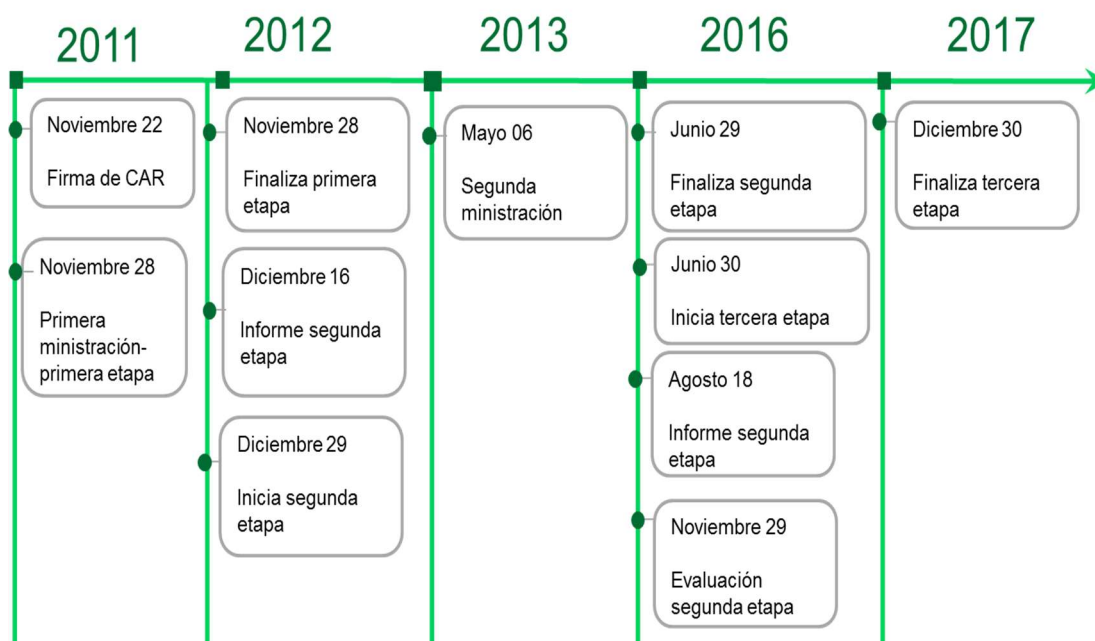 2011
2012
2013
2016
2017
Noviembre 22
Firma de CAR
Noviembre 28
Primera
ministración-
primera etapa
Noviembre 28
Finaliza primera
etapa
Diciembre 16
Informe segunda
etapa
Diciembre 29
Inicia segunda
etapa
Mayo 06
Segunda
ministración
Junio 29
Finaliza segunda
etapa
Junio 30
Inicia tercera etapa
Agosto 18
Informe segunda
etapa
Noviembre 29
Evaluación
segunda etapa
Diciembre 30
Finaliza tercera
etapa